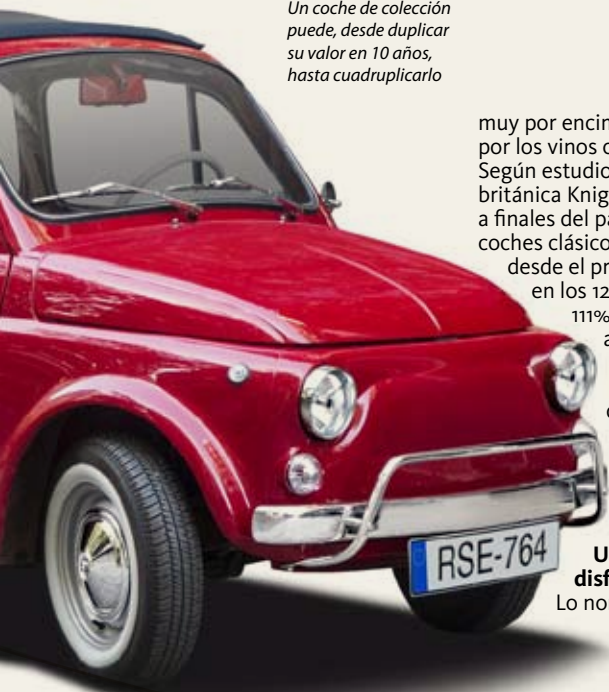 Un coche de colección
puede, desde duplicar
su valor en 10 años,
hasta cuadruplicarlo
muy por encim
por los vinos o
Según estudio
británica Knig
a finales del pa
coches clásico
desde el pr
en los 12
111%
a
U
disf
Lo no
RSE-764